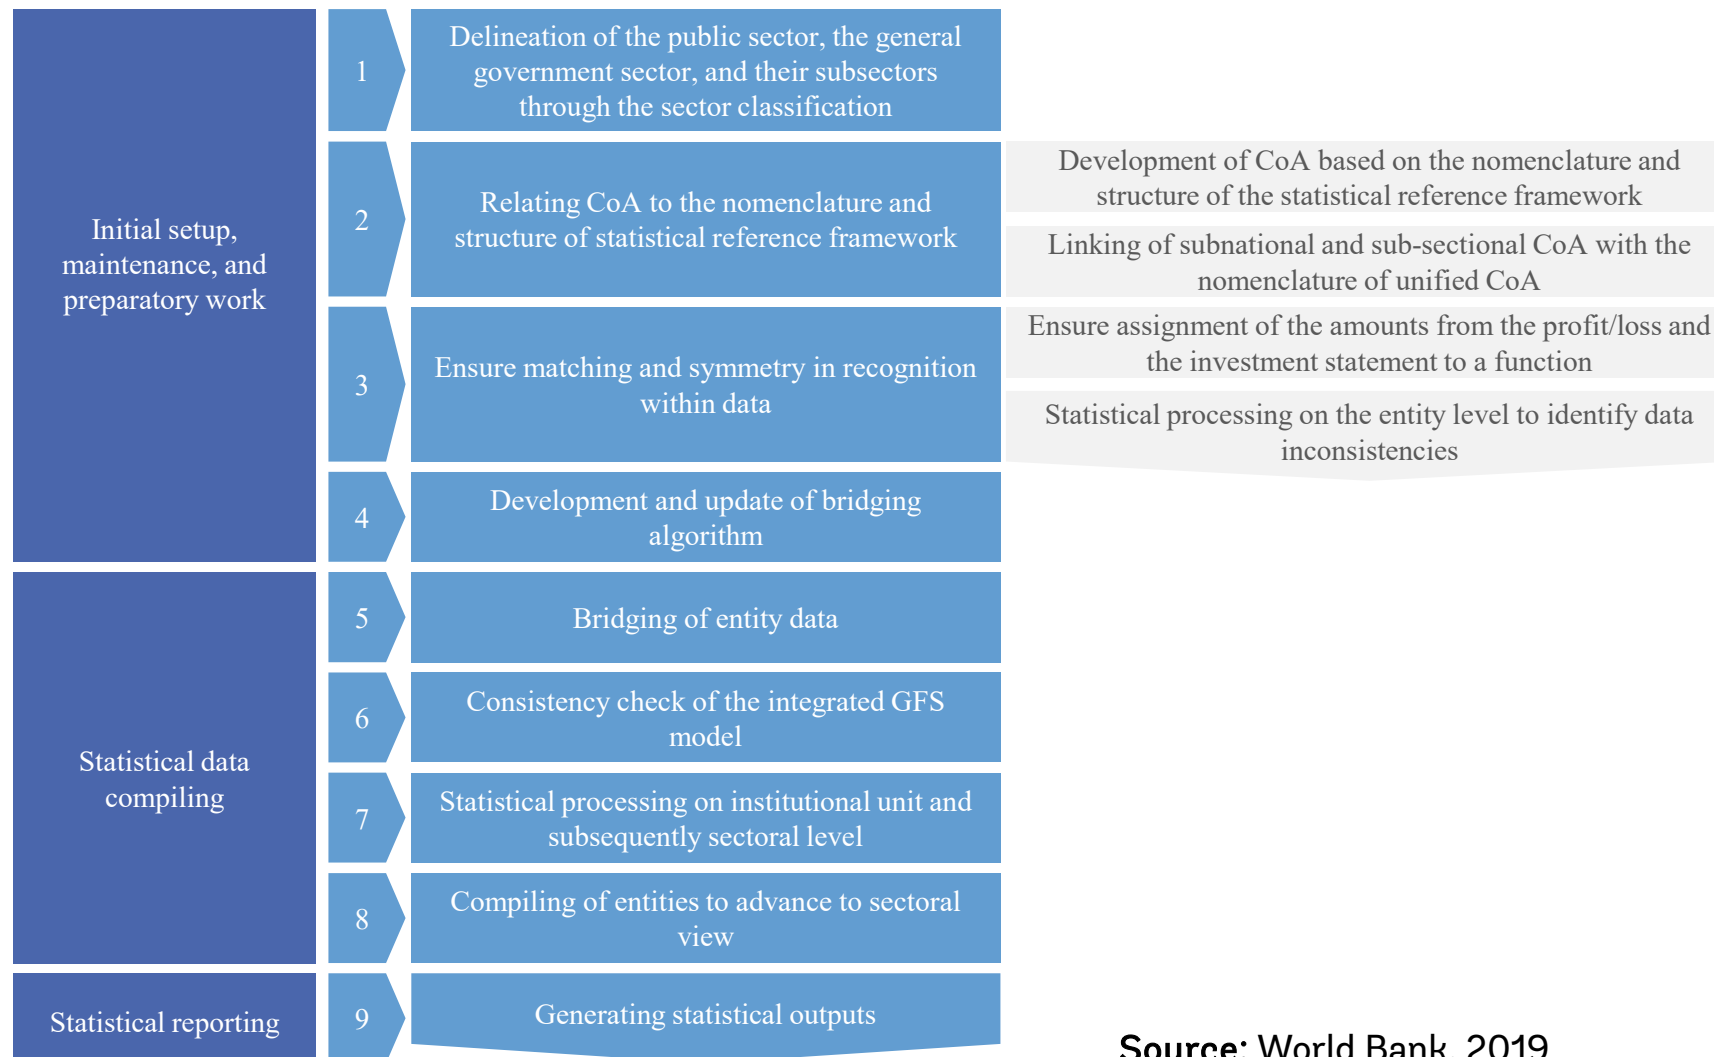 Initial setup,
maintenance, and
preparatory work
1
Delineation of the public sector, the general
government sector, and their subsectors
through the sector classification
2
Relating CoA to the nomenclature and
structure of statistical reference framework
Development of CoA based on the nomenclature and
structure of the statistical reference framework
Linking of subnational and sub-sectional CoA with the
nomenclature of unified CoA
3
Ensure matching and symmetry in recognition
within data
Ensure assignment of the amounts from the profit/loss and
the investment statement to a function
Statistical processing on the entity level to identify data
inconsistencies
4
Development and update of bridging
algorithm
Statistical data
compiling
5
Bridging of entity data
6
Consistency check of the integrated GFS
model
7
Statistical processing on institutional unit and
subsequently sectoral level
8
Compiling of entities to advance to sectoral
view
Statistical reporting
9
Generating statistical outputs
Source: World Bank, 2019